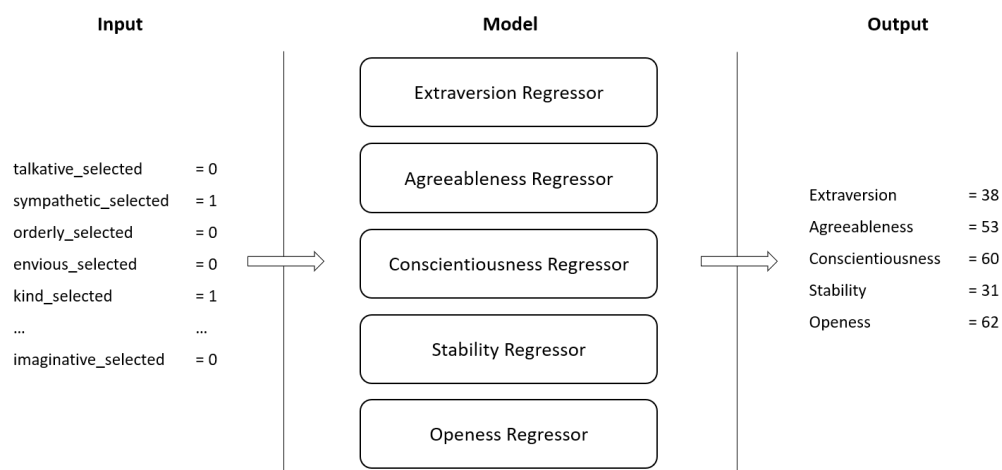 Input
Model
Output
Extraversion Regressor
Agreeableness Regressor
Conscientiousness Regressor
Stability Regressor
Openess Regressor
talkative_selected = 0
sympathetic_selected = 1
orderly_selected = 0
envious_selected = 0
kind_selected = 1
... ...
imaginative_selected = 0
Extraversion = 38
Agreeableness = 53
Conscientiousness = 60
Stability = 31
Openess = 62